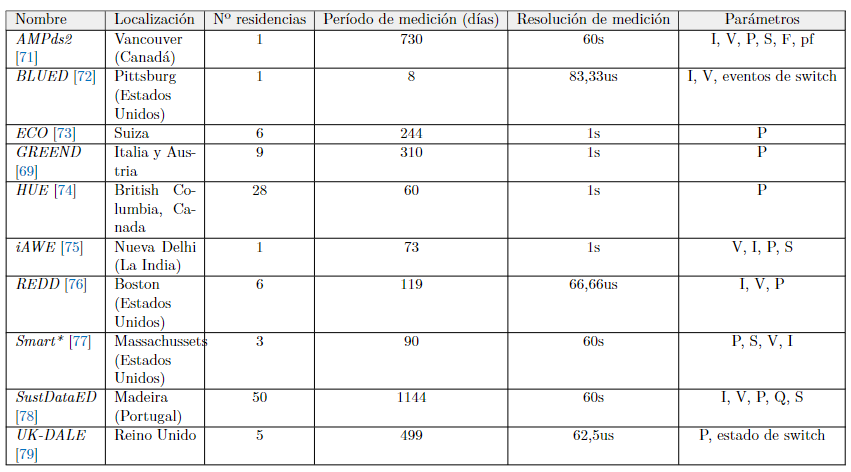 Nombre Localización Nº residencias Período de medición (días) Resolución de medición Parámetros
AMPds2 Vancouver 1 730 60s I, V, P, S, F, pf
[71] (Canadá)
BLUED [72] Pittsburg 1 8 83,33us I, V, eventos de switch
(Estados
Unidos)
ECO [73] Suiza 6 244 1s P
GREEND Italia y Aus- 9 310 1s P
[69] tria
HUE [74] British Co- 28 60 1s P
lumbia, Ca-
nada
iAWE [75] Nueva Delhi 1 73 1s V, I, P, S
(La India)
REDD [76] Boston 6 119 66,66us I, V, P
(Estados
Unidos)
Smart* [77] Massachussets 3 90 60s P, S, V, I
(Estados
Unidos)
SustDataED Madeira 50 1144 60s I, V, P, Q, S
[78] (Portugal)
UK-DALE Reino Unido 5 499 62,5us P, estado de switch
[79]